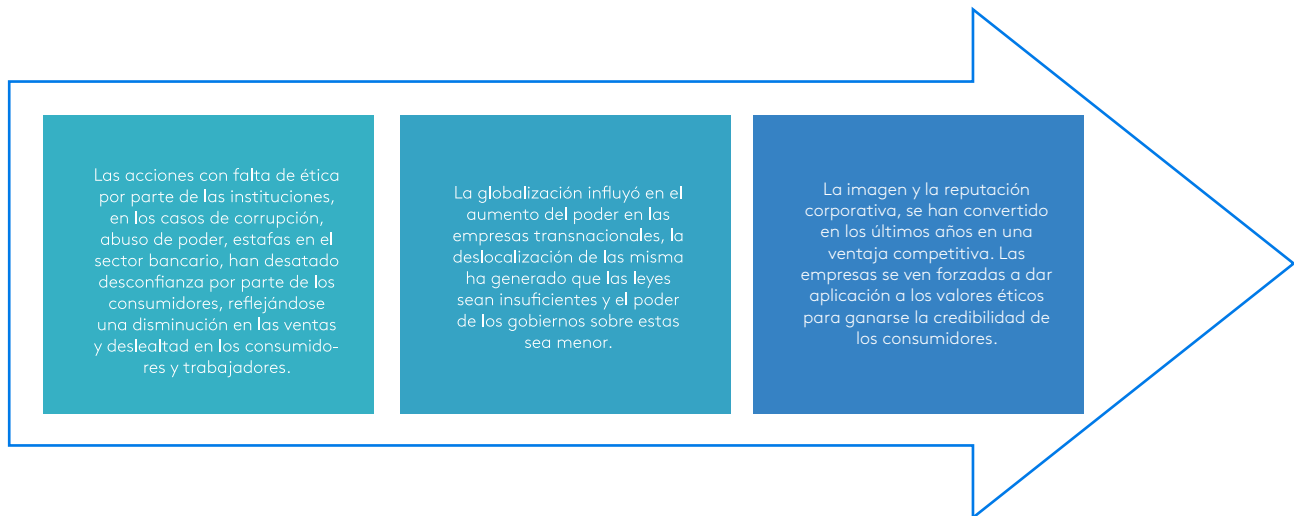 Las acciones con falta de ética
por parte de las instituciones,
en los casos de corrupción,
abuso de poder, estafas en el
sector bancario, han desatado
desconfianza por parte de los
consumidores, reflejándose
una disminución en las ventas
y deslealtad en los consumido-
res y trabajadores.
La globalización influyó en el
aumento del poder en las
empresas transnacionales, la
deslocalización de las misma
ha generado que las leyes
sean insuficientes y el poder
de los gobiernos sobre estas
sea menor.
La imagen y la reputación
corporativa, se han convertido
en los últimos años en una
ventaja competitiva. Las
empresas se ven forzadas a dar
aplicación a los valores éticos
para ganarse la credibilidad de
los consumidores.